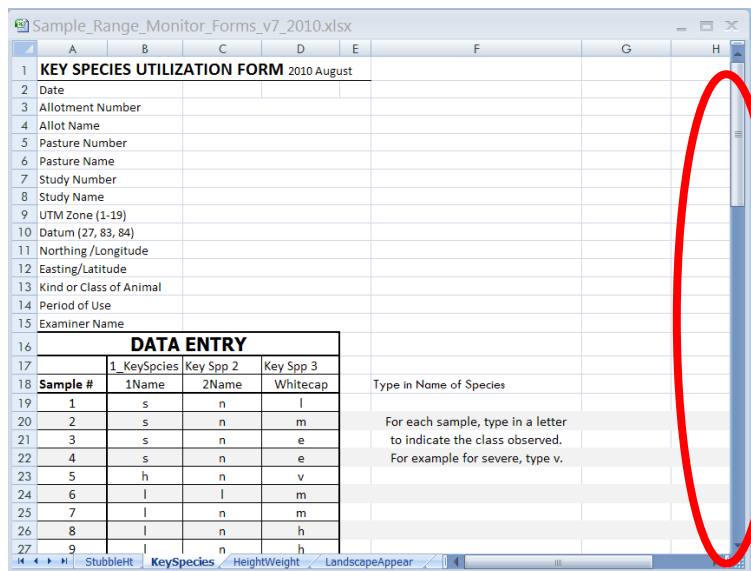 Sample_Range_Monitor_Forms_v7_2010.xlsx
A B C D E F G H
1 KEY SPECIES UTILIZATION FORM 2010 August
2 Date
3 Allotment Number
4 Allot Name
5 Pasture Number
6 Pasture Name
7 Study Number
8 Study Name
9 UTM Zone (1-19)
10 Datum (27, 83, 84)
11 Northing /Longitude
12 Easting/Latitude
13 Kind or Class of Animal
14 Period of Use
15 Examiner Name
16 DATA ENTRY
17 1_KeySpcies Key Spp 2 Key Spp 3
18 Sample # 1Name 2Name Whitecap Type in Name of Species
19 1 s n l
20 2 s n m For each sample, type in a letter
21 3 s n e to indicate the class observed.
22 4 s n e For example for severe, type v.
23 5 h n v
24 6 l l m
25 7 l n m
26 8 l n h
27 9 l n h
StubbleHt KeySpecies HeightWeight LandscapeAppear